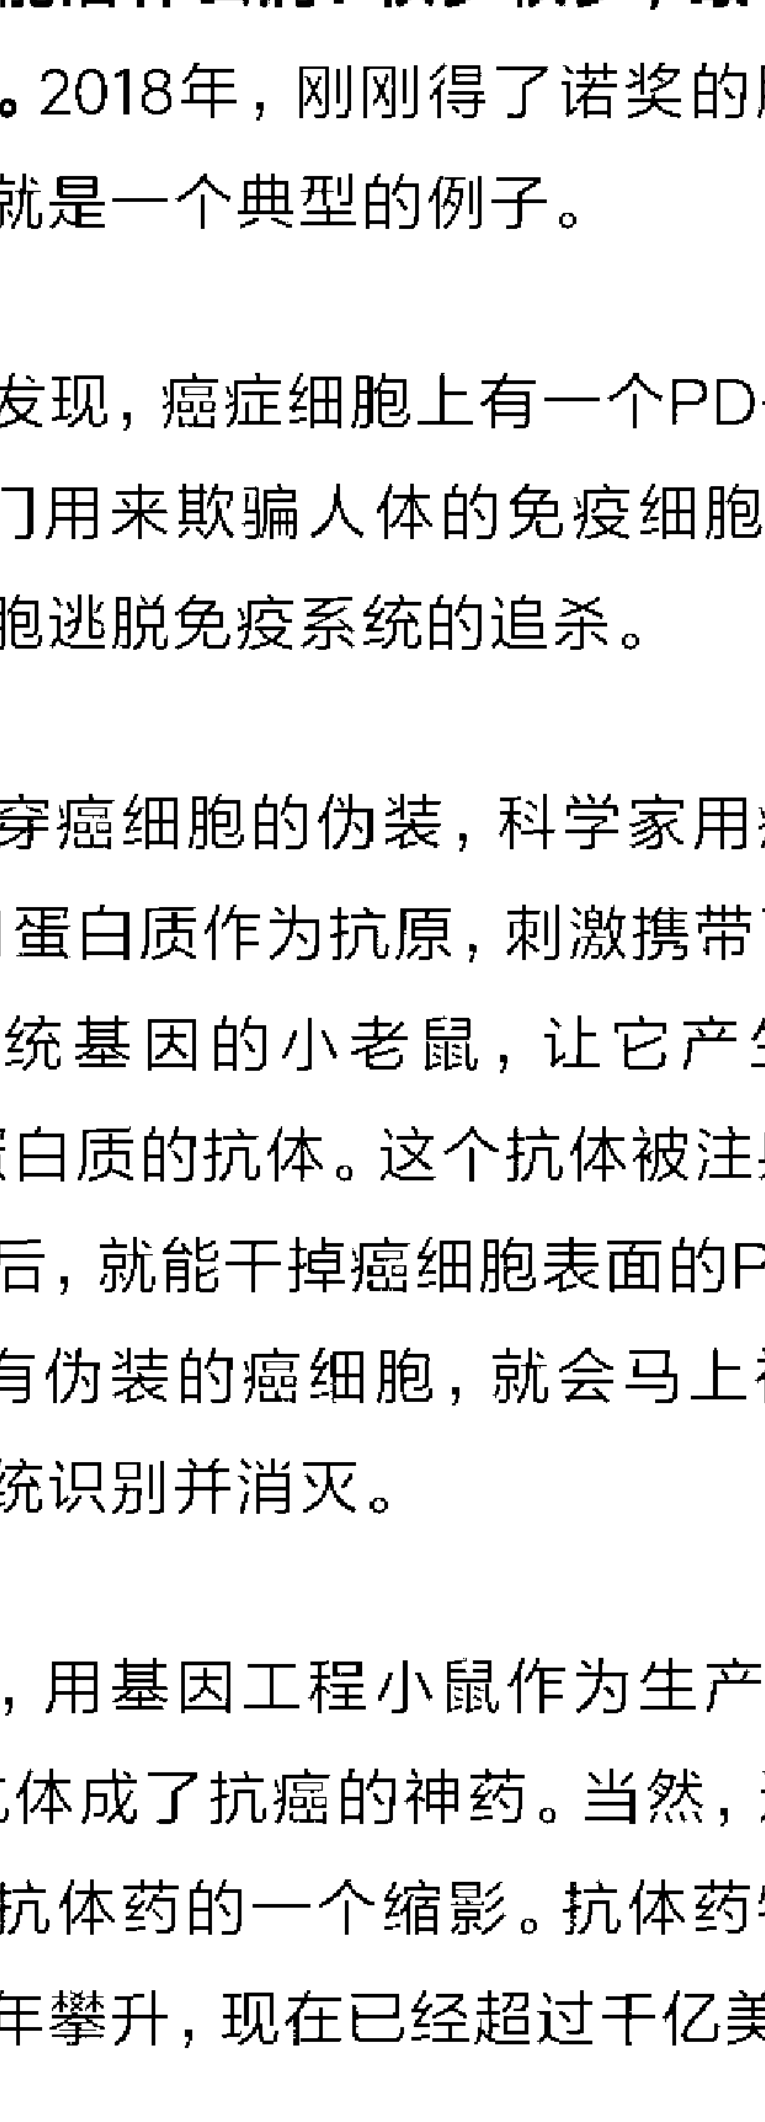 。2018年，刚刚得了诺奖的
就是一个典型的例子。
发现，癌症细胞上有一个PD-
门用来欺骗人体的免疫细胞
胞逃脱免疫系统的追杀。
穿癌细胞的伪装，科学家用
蛋白质作为抗原，刺激携带了
统基因的小老鼠，让它产生
蛋白质的抗体。这个抗体被注射
后，就能干掉癌细胞表面的P
有伪装的癌细胞，就会马上被
统识别并消灭。
，用基因工程小鼠作为生产
抗体成了抗癌的神药。当然，
抗体药的一个缩影。抗体药物
年攀升，现在已经超过千亿美